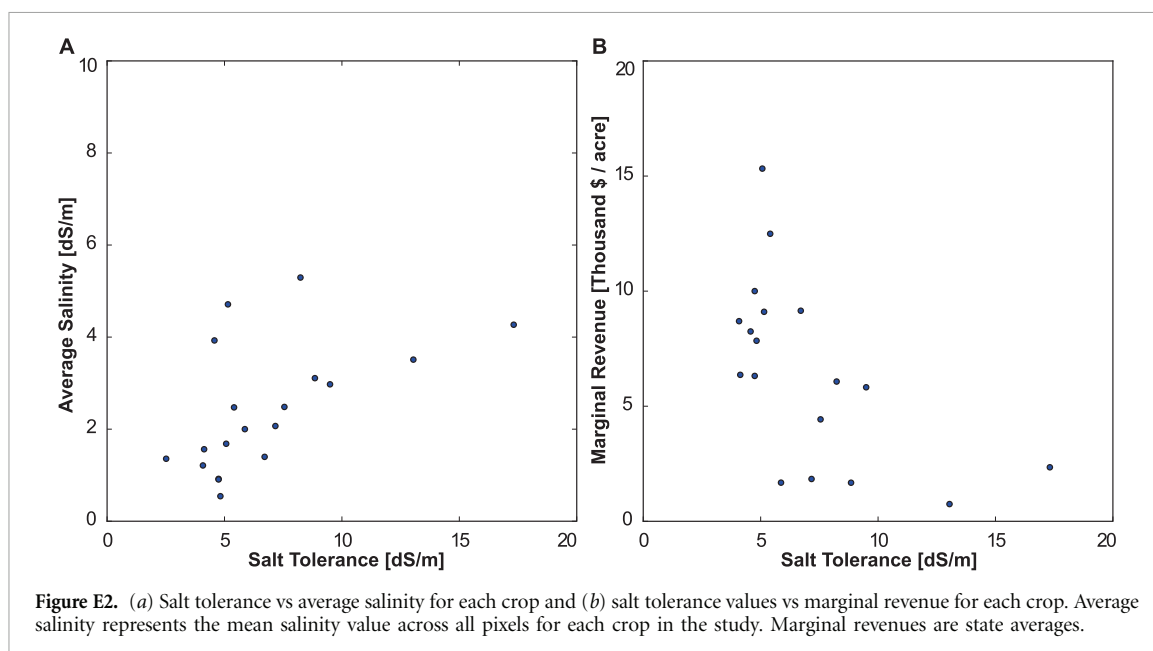 A
10
8
6
4
2
0
Average Salinity [dS/m]
0 5 10 15 20
Salt Tolerance [dS/m]
B
20
15
10
5
0
Marginal Revenue [Thousand $ / acre]
0 5 10 15 20
Salt Tolerance [dS/m]
Figure E2. (a) Salt tolerance vs average salinity for each crop and (b) salt tolerance values vs marginal revenue for each crop. Average
salinity represents the mean salinity value across all pixels for each crop in the study. Marginal revenues are state averages.